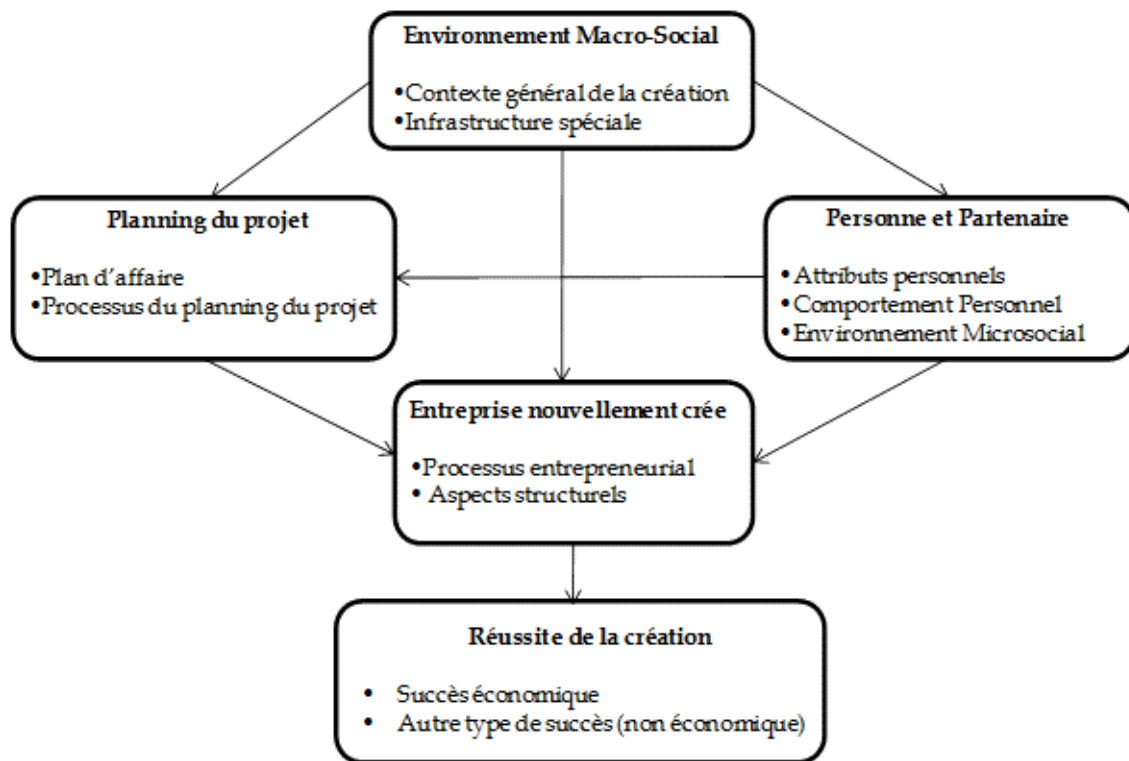 Environnement Macro-Social
•Contexte général de la création
•Infrastructure spéciale
Planning du projet
•Plan d'affaire
•Processus du planning du projet
Personne et Partenaire
•Attributs personnels
•Comportement Personnel
•Environnement Microsocial
Entreprise nouvellement crée
•Processus entrepreneurial
• Aspects structurels
Réussite de la création
• Succès économique
• Autre type de succès (non économique)